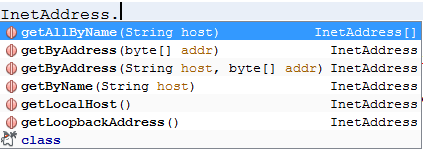 InetAddress.
getAllByName(String host) InetAddress[]
getByAddress(byte[] addr) InetAddress
getByAddress(String host, byte[] addr) InetAddress
getByName(String host) InetAddress
getLocalHost() InetAddress
getLoopbackAddress() InetAddress
class